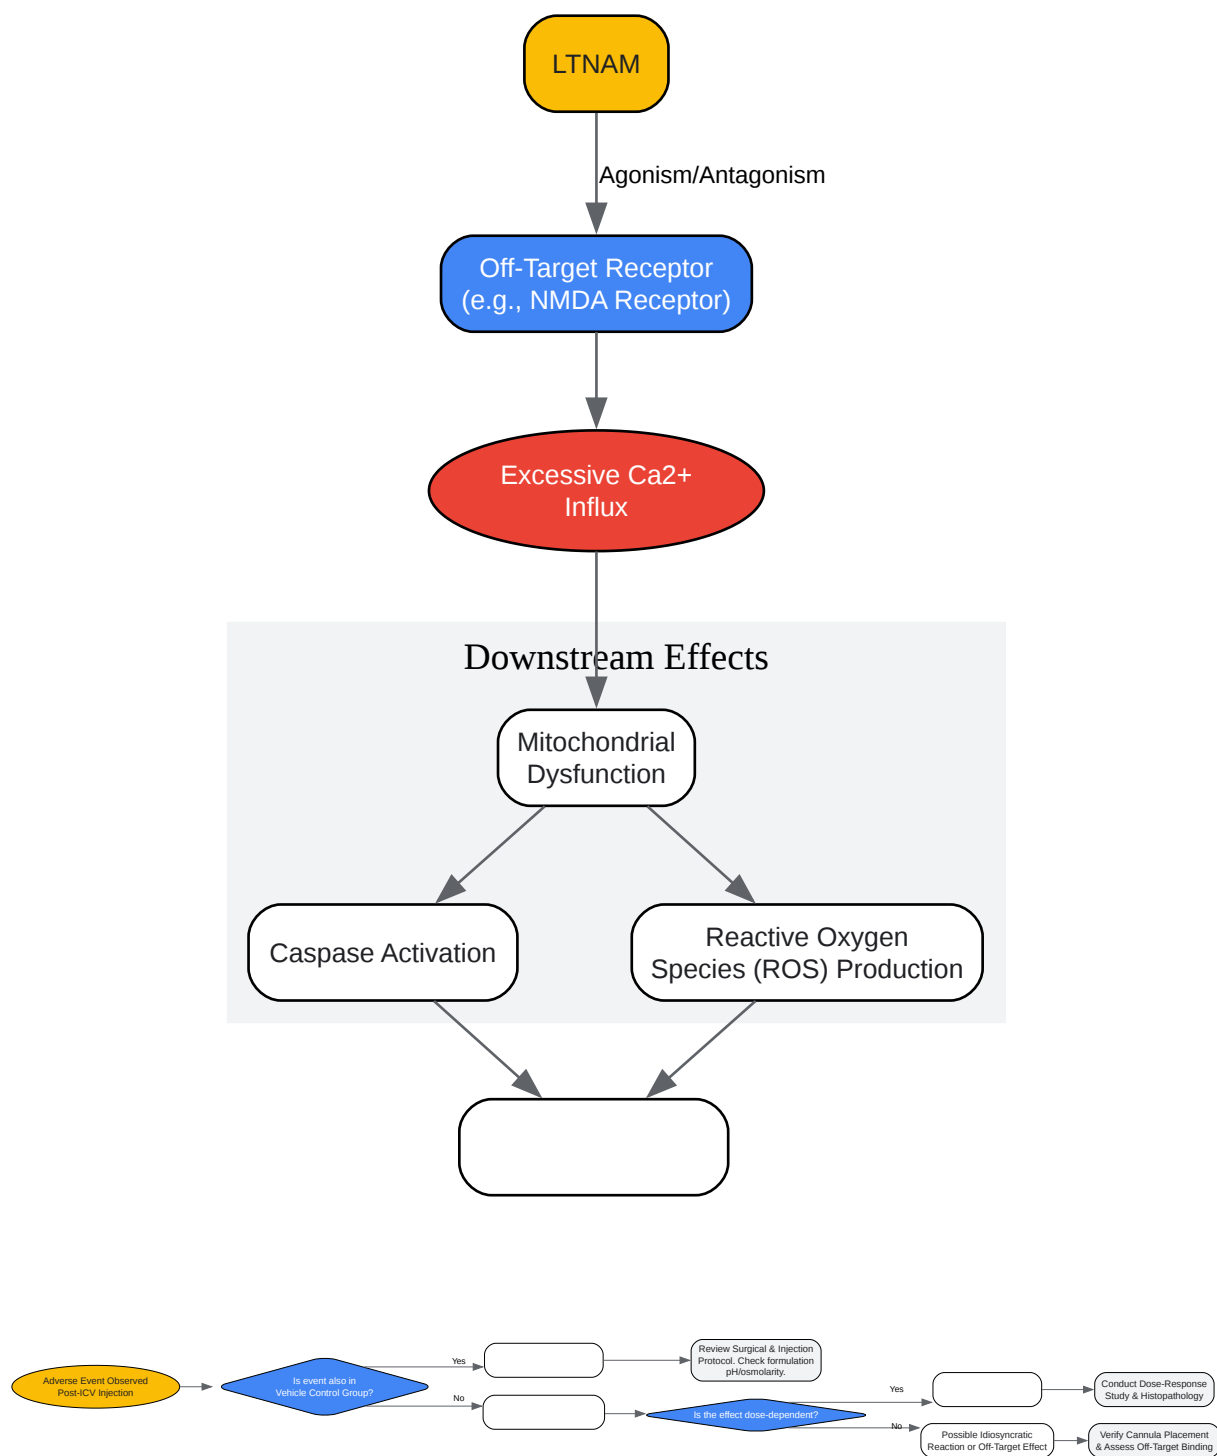 LTNAM
Agonism/Antagonism
Off-Target Receptor
(e.g., NMDA Receptor)
Excessive Ca2+
Influx
Downstream Effects
Mitochondrial
Dysfunction
Caspase Activation
Reactive Oxygen
Species (ROS) Production
Adverse Event Observed
Post-ICV Injection
Is event also in
Vehicle Control Group?
Yes
No
Review Surgical & Injection
Protocol. Check formulation
pH/osmolarity.
Is the effect dose-dependent?
Yes
No
Conduct Dose-Response
Study & Histopathology
Possible Idiosyncratic
Reaction or Off-Target Effect
Verify Cannula Placement
& Assess Off-Target Binding